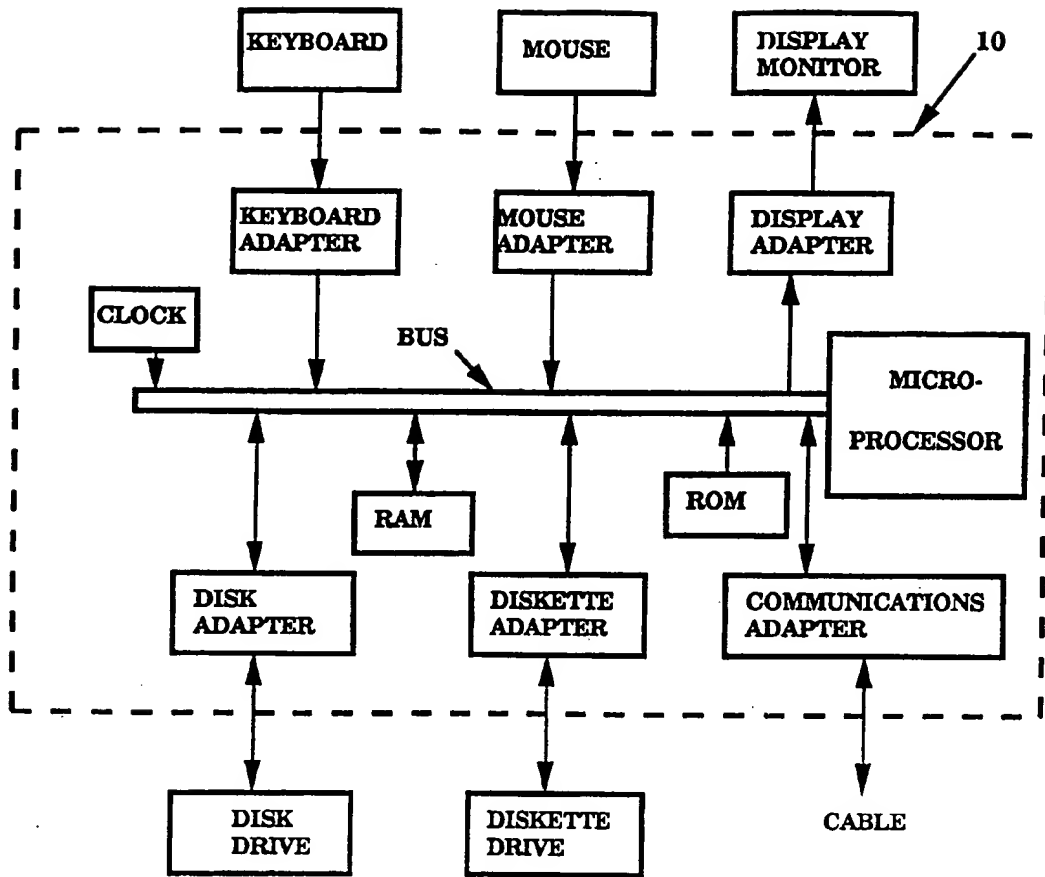 KEYBOARD
MOUSE
DISPLAY
MONITOR
10
KEYBOARD
ADAPTER
MOUSE
ADAPTER
DISPLAY
ADAPTER
CLOCK
BUS
MICRO-
PROCESSOR
RAM
ROM
DISK
ADAPTER
DISKETTE
ADAPTER
COMMUNICATIONS
ADAPTER
DISK
DRIVE
DISKETTE
DRIVE
CABLE